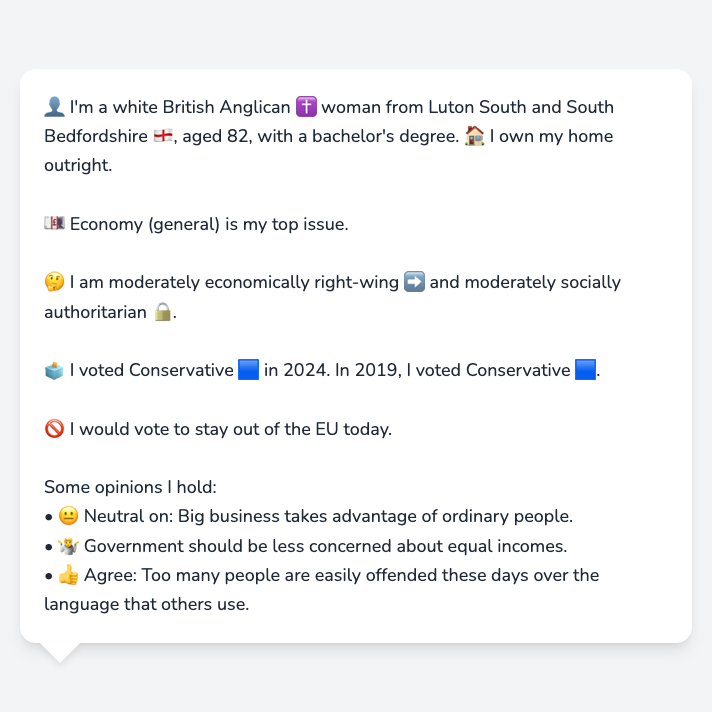 👤 I'm a white British Anglican ✝️ woman from Luton South and South
Bedfordshire 🏴󠁧󠁢󠁥󠁮󠁧󠁿, aged 82, with a bachelor's degree. 🏠 I own my home
outright.
💷 Economy (general) is my top issue.
🤔 I am moderately economically right-wing ➡️ and moderately socially
authoritarian 🔒.
🗳️ I voted Conservative 🟦 in 2024. In 2019, I voted Conservative 🟦.
🚫 I would vote to stay out of the EU today.
Some opinions I hold:
• 😐 Neutral on: Big business takes advantage of ordinary people.
• 🤷 Government should be less concerned about equal incomes.
• 👍 Agree: Too many people are easily offended these days over the
language that others use.